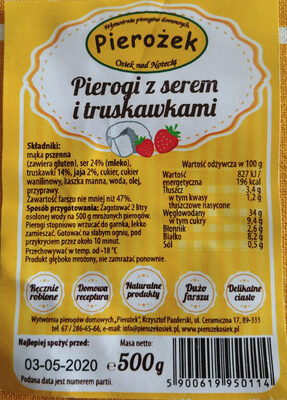 Wytwórnia pierogów domowych
Pierożek
Osiek nad Notecią
Pierogi z serem
i truskawkami
Składniki:
mąka pszenna
(zawiera gluten), ser 24% (mleko),
truskawki 14%, jaja 2%, cukier, cukier
wanilinowy, kaszka manna, woda, olej,
przyprawy.
Zawartość farszu nie mniej niż 47%.
Sposób przygotowania: Zagotować 2 litry
osolonej wody na 500 g mrożonych pierogów.
Pierogi stopniowo wrzucać do garnka, lekko
zamieszać. Gotować na słabym ogniu, pod
przykryciem przez około 10 minut.
Przechowywać w temp. od -18 °C
Produkt głęboko mrożony, nie zamrażać ponownie.
Wartość odżywcza w 100 g
Wartość 827 kJ/
energetyczna 196 kcal
Tłuszcz 3,4 g
w tym kwasy 1,2 g
tłuszczowe nasycone
Węglowodany 34 g
w tym cukry 9,4 g
Błonnik 2,6 g
Białko 8,2 g
Sól 0,5 g
Ręcznie robione
Domowa receptura
Naturalne produkty
Dużo farszu
Delikatne ciasto
Wytwórnia pierogów domowych „Pierożek”, Krzysztof Pazderski, ul. Ceramiczna 17, 89-333
tel. 67 / 286-65-66, e-mail: info@pierozekosiek.pl, www.pierozekosiek.pl
Najlepiej spożyć przed: Masa netto:
03-05-2020 500g
Podana data jest numerem partii.
5 900619 950114